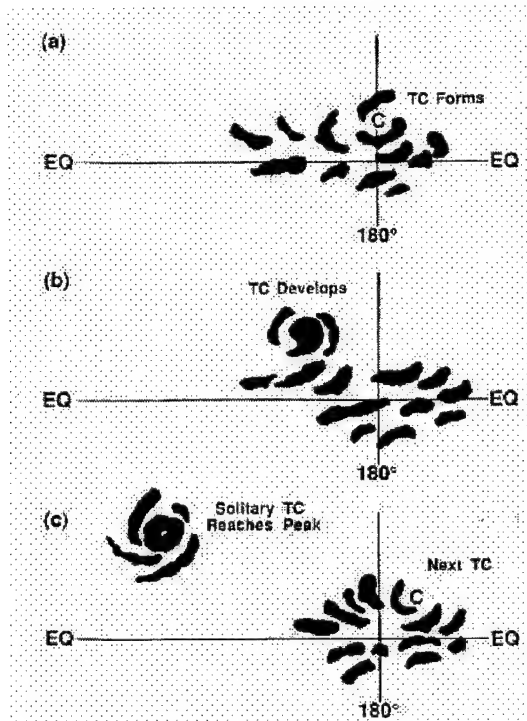 (a)
TC Forms
C
EQ EQ
180°
(b)
TC Develops
EQ EQ
180°
(c)
Solitary TC
Reaches Peak
Next TC
C
EQ EQ
180°